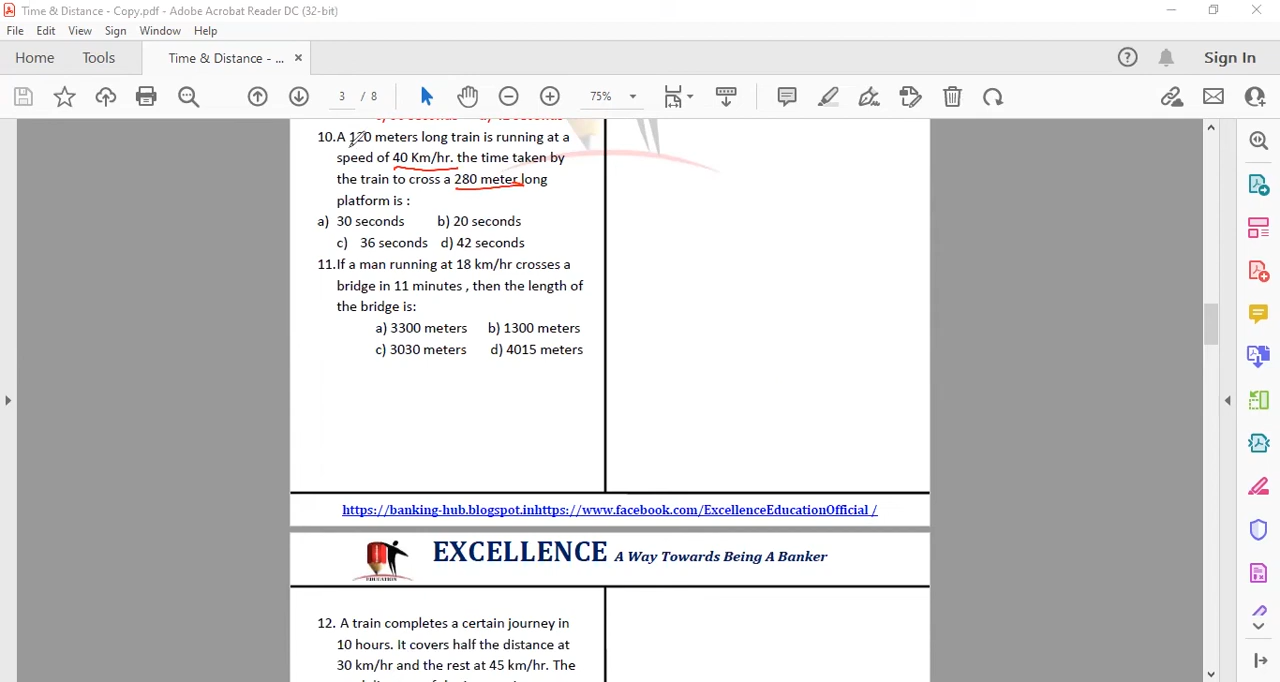 Time & Distance - Copy.pdf - Adobe Acrobat Reader DC (32-bit)
File Edit View Sign Window Help
Home Tools Time & Distance - ... × Sign In
3 / 8 75%
10.A 120 meters long train is running at a
speed of 40 Km/hr. the time taken by
the train to cross a 280 meter long
platform is :
a) 30 seconds b) 20 seconds
c) 36 seconds d) 42 seconds
11.If a man running at 18 km/hr crosses a
bridge in 11 minutes , then the length of
the bridge is:
a) 3300 meters b) 1300 meters
c) 3030 meters d) 4015 meters
https://banking-hub.blogspot.inhttps://www.facebook.com/ExcellenceEducationOfficial /
EDUCATION
EXCELLENCE A Way Towards Being A Banker
12. A train completes a certain journey in
10 hours. It covers half the distance at
30 km/hr and the rest at 45 km/hr. The